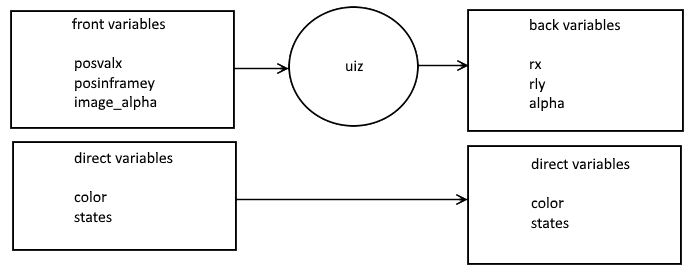 front variables
posvalx
posinframey
image_alpha
uiz
back variables
rx
rly
alpha
direct variables
color
states
direct variables
color
states